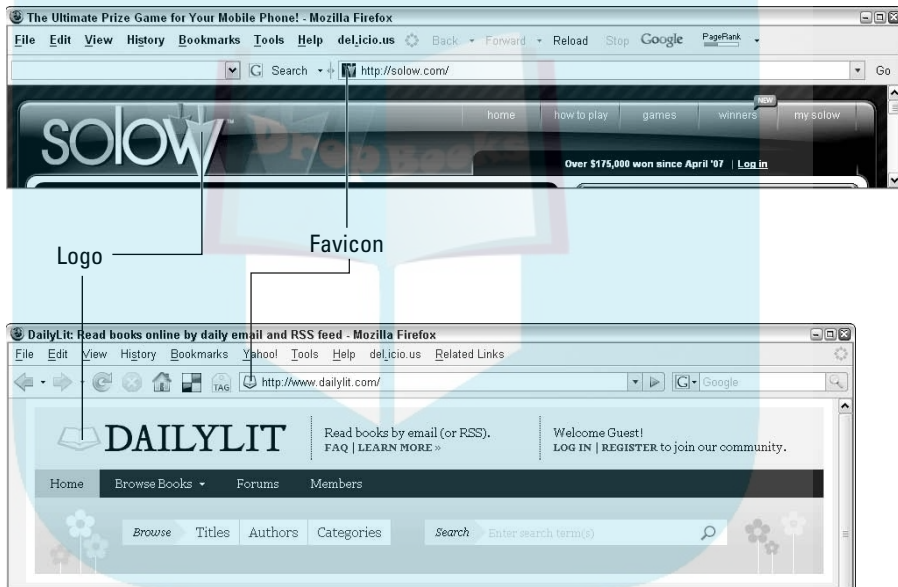 The Ultimate Prize Game for Your Mobile Phone! - Mozilla Firefox
File Edit View History Bookmarks Tools Help del.icio.us Back Forward Reload Stop Google PageRank
G Search http://solow.com/ Go
NEW
solow™ home how to play games winners my solow
Drop Books
Over $175,000 won since April '07 | Log in
Logo
Favicon
DailyLit: Read books online by daily email and RSS feed - Mozilla Firefox
File Edit View History Bookmarks Yahoo! Tools Help del.icio.us Related Links
TAG http://www.dailylit.com/ G Google
DAILYLIT Read books by email (or RSS). Welcome Guest!
FAQ | LEARN MORE » LOG IN | REGISTER to join our community.
Home Browse Books Forums Members
Browse Titles Authors Categories Search Enter search term(s)